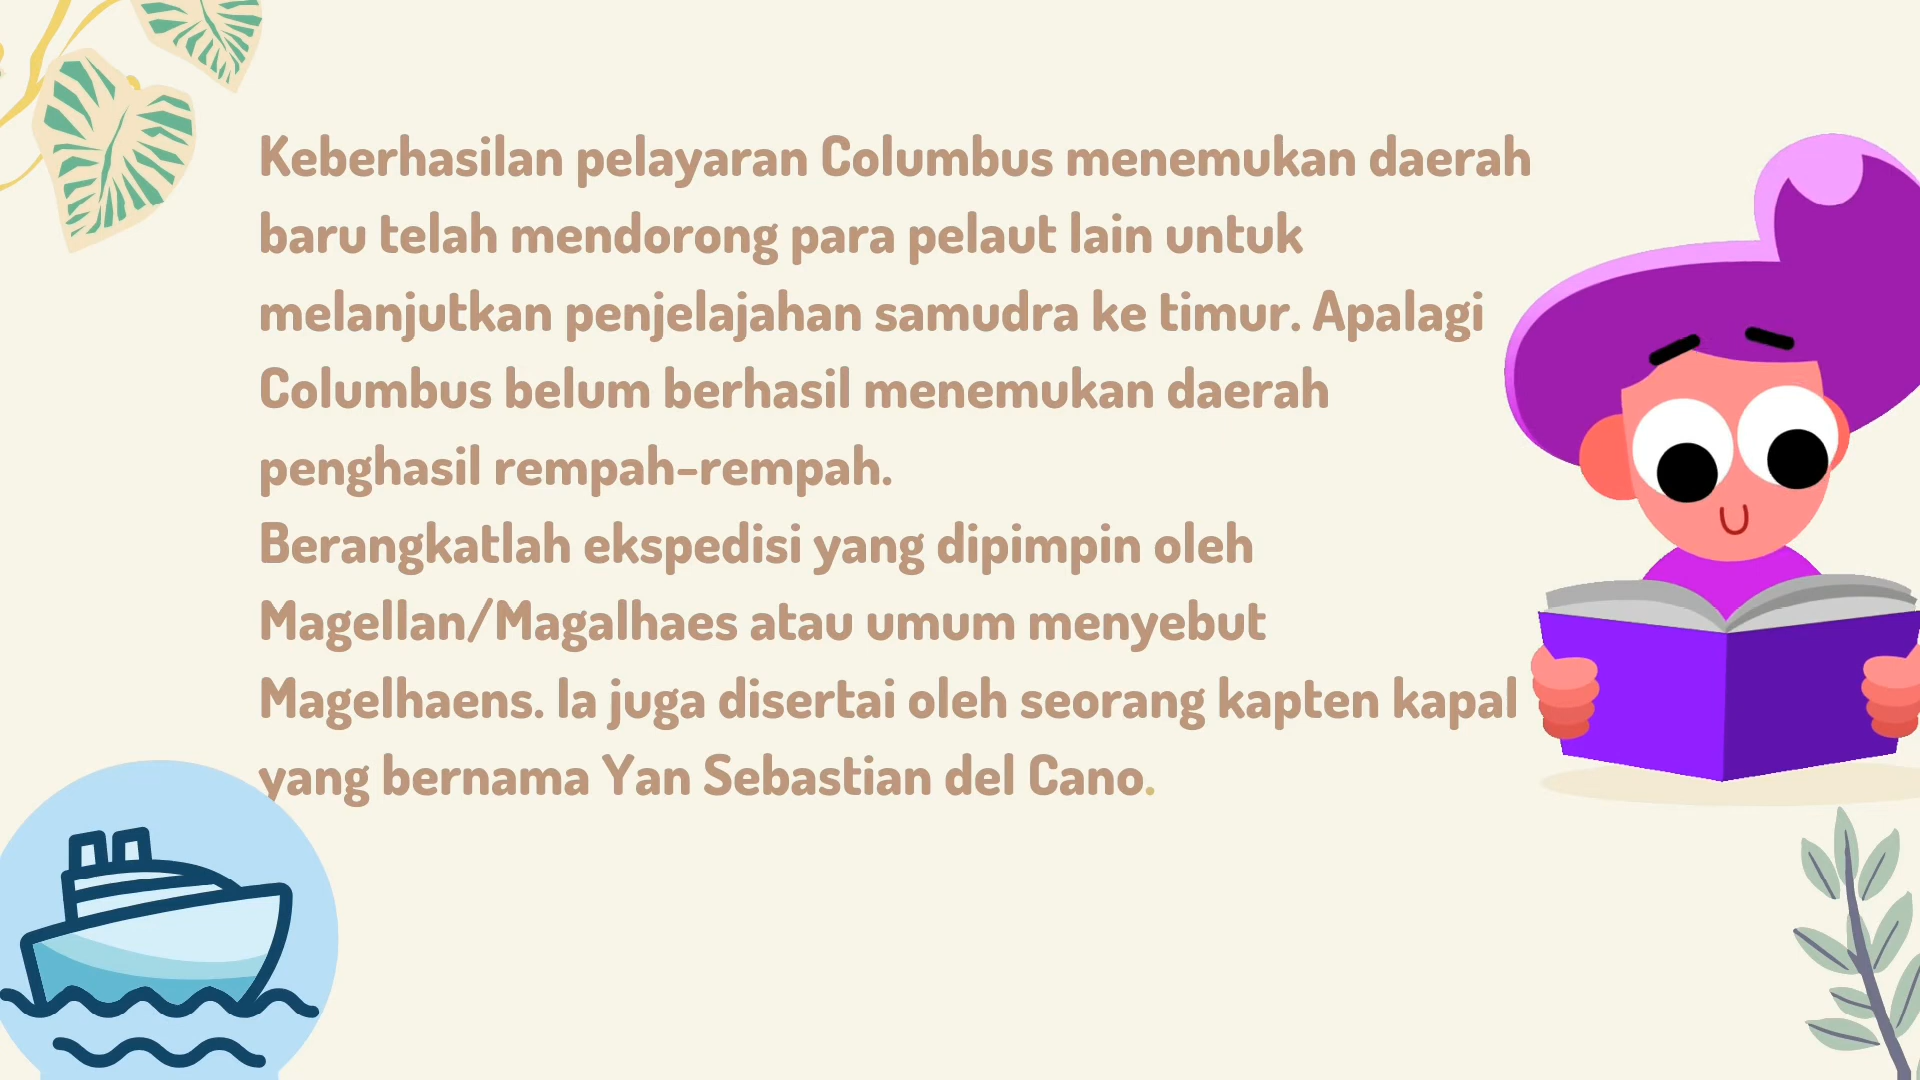 Keberhasilan pelayaran Columbus menemukan daerah
baru telah mendorong para pelaut lain untuk
melanjutkan penjelajahan samudra ke timur. Apalagi
Columbus belum berhasil menemukan daerah
penghasil rempah-rempah.
Berangkatlah ekspedisi yang dipimpin oleh
Magellan/Magalhaes atau umum menyebut
Magelhaens. Ia juga disertai oleh seorang kapten kapal
yang bernama Yan Sebastian del Cano.